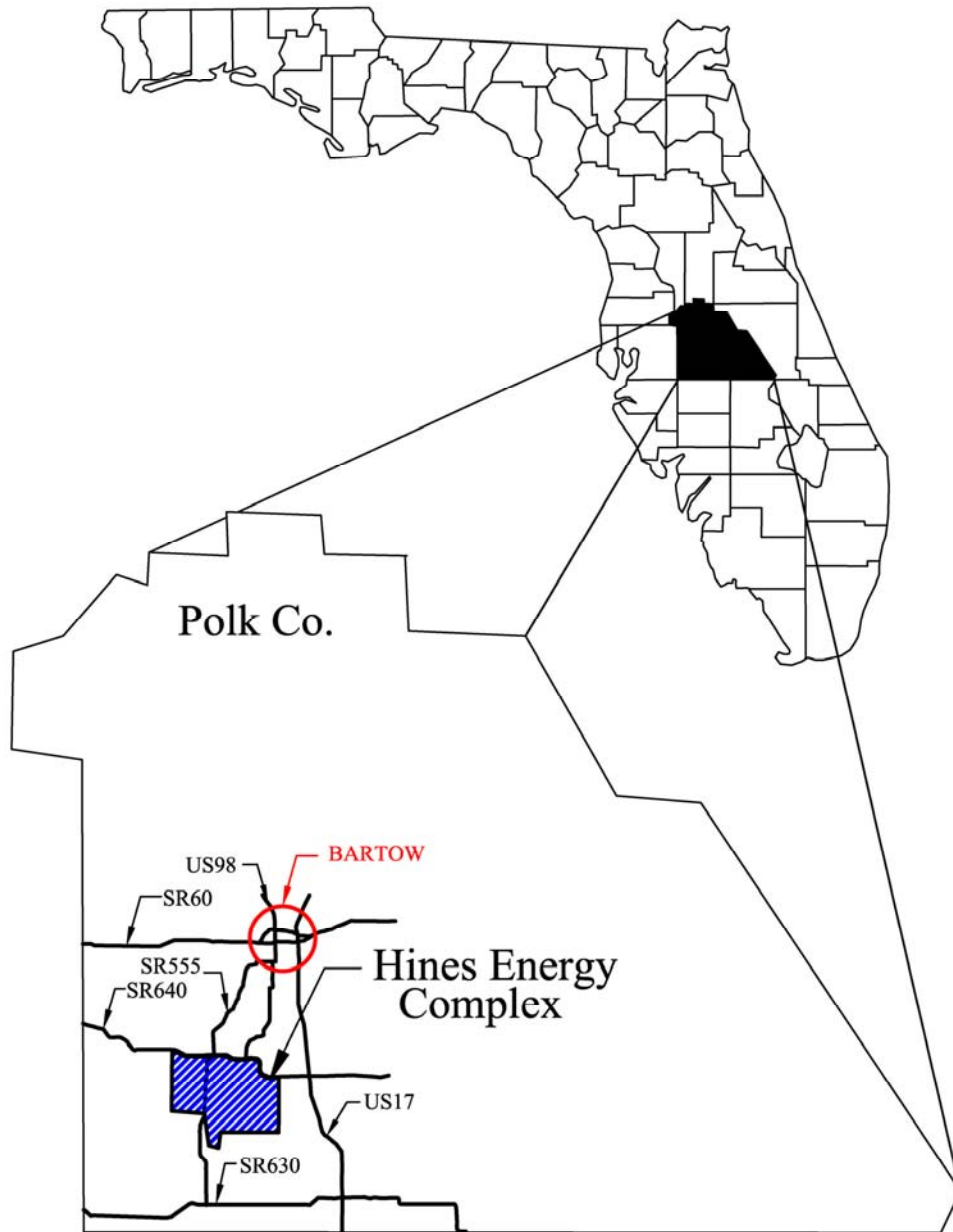 Polk Co.
BARTOW
US98
SR60
SR555
SR640
Hines Energy
Complex
US17
SR630